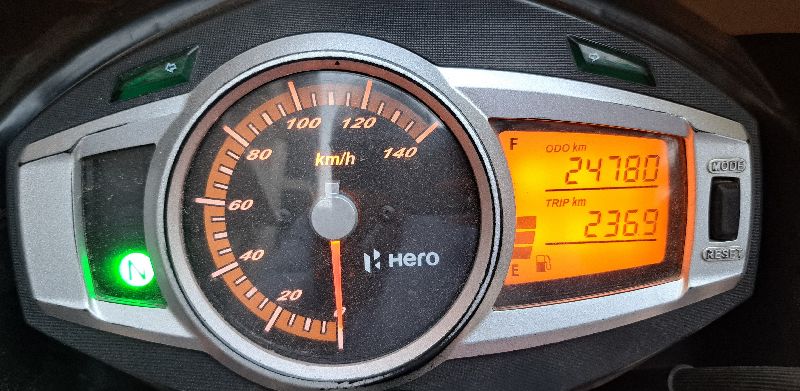 100
120
80
140
km/h
60
40
20
0
Hero
N
F
ODO km
24780
TRIP km
2369
E
MODE
RESET